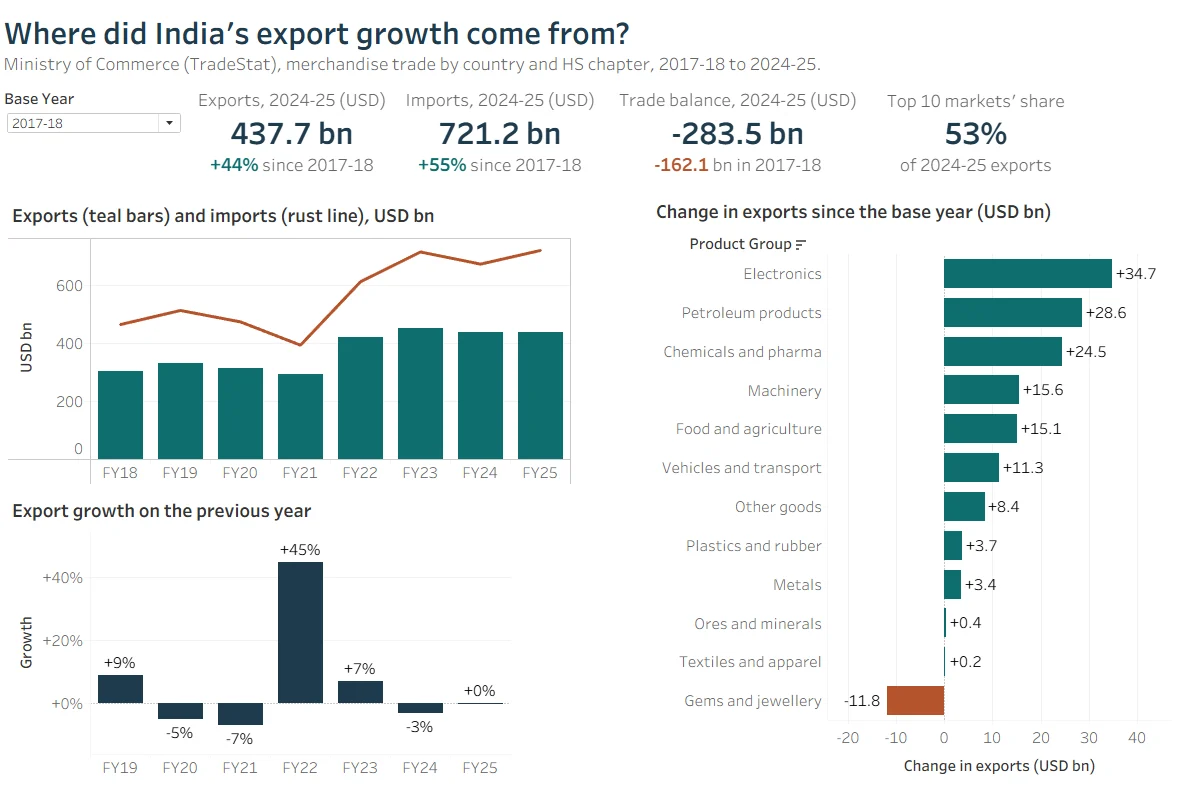 Where did India’s export growth come from?
Ministry of Commerce (TradeStat), merchandise trade by country and HS chapter, 2017-18 to 2024-25.
Base Year
2017-18
Exports, 2024-25 (USD)
437.7 bn
+44% since 2017-18
Imports, 2024-25 (USD)
721.2 bn
+55% since 2017-18
Trade balance, 2024-25 (USD)
-283.5 bn
-162.1 bn in 2017-18
Top 10 markets’ share
53%
of 2024-25 exports
Exports (teal bars) and imports (rust line), USD bn
USD bn
600
400
200
0
FY18 FY19 FY20 FY21 FY22 FY23 FY24 FY25
Export growth on the previous year
Growth
+40%
+20%
+0%
+9%
-5%
-7%
+45%
+7%
-3%
+0%
FY19 FY20 FY21 FY22 FY23 FY24 FY25
Change in exports since the base year (USD bn)
Product Group
Electronics +34.7
Petroleum products +28.6
Chemicals and pharma +24.5
Machinery +15.6
Food and agriculture +15.1
Vehicles and transport +11.3
Other goods +8.4
Plastics and rubber +3.7
Metals +3.4
Ores and minerals +0.4
Textiles and apparel +0.2
Gems and jewellery -11.8
-20 -10 0 10 20 30 40
Change in exports (USD bn)